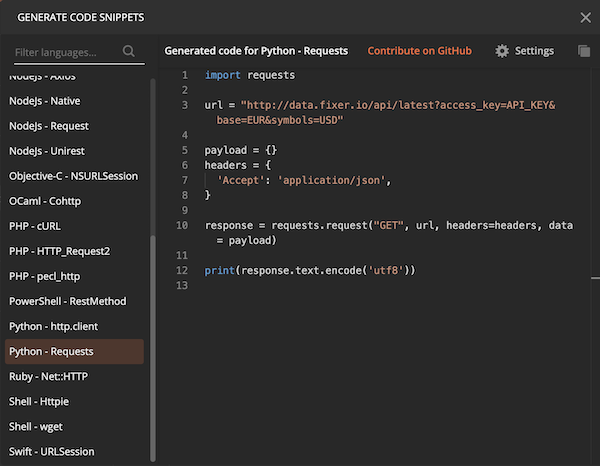 GENERATE CODE SNIPPETS
Filter languages...
Generated code for Python - Requests
Contribute on GitHub
Settings
NodeJs - Axios
NodeJs - Native
NodeJs - Request
NodeJs - Unirest
Objective-C - NSURLSession
OCaml - Cohttp
PHP - cURL
PHP - HTTP_Request2
PHP - pecl_http
PowerShell - RestMethod
Python - http.client
Python - Requests
Ruby - Net::HTTP
Shell - Httpie
Shell - wget
Swift - URLSession
1 import requests
2
3 url = "http://data.fixer.io/api/latest?access_key=API_KEY&
base=EUR&symbols=USD"
4
5 payload = {}
6 headers = {
7 'Accept': 'application/json',
8 }
9
10 response = requests.request("GET", url, headers=headers, data
= payload)
11
12 print(response.text.encode('utf8'))
13